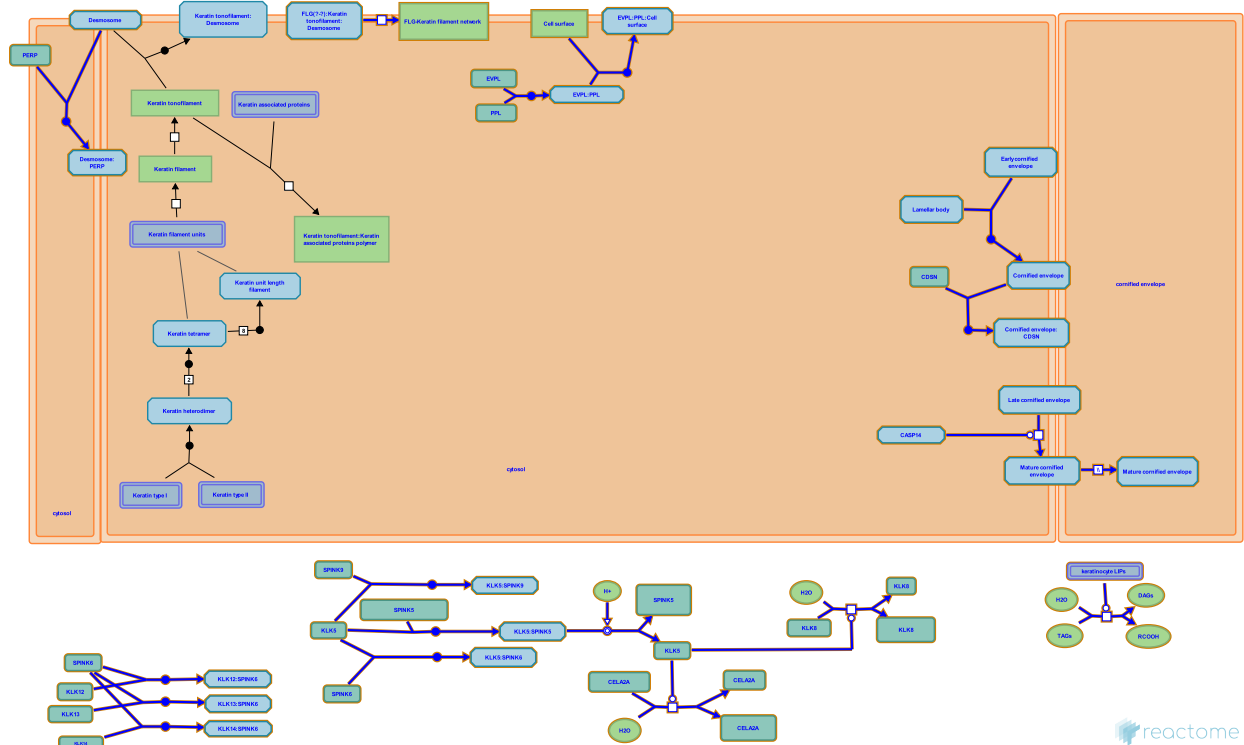 Desmosome
Keratin tonofilament:
Desmosome
FLG(?-?):Keratin
tonofilament:
Desmosome
FLG-Keratin filament network
Cell surface
EVPL:PPL:Cell
surface
PERP
EVPL
EVPL:PPL
PPL
Keratin tonofilament
Keratin associated proteins
Desmosome:
PERP
Keratin filament
Early cornified
envelope
Lamellar body
Keratin filament units
Keratin tonofilament:Keratin
associated proteins polymer
Keratin unit length
filament
CDSN
Cornified envelope
cornified envelope
Keratin tetramer
8
Cornified envelope:
CDSN
2
Keratin heterodimer
Late cornified envelope
CASP14
Mature cornified
envelope
Mature cornified envelope
cytosol
Keratin type I
Keratin type II
cytosol
SPINK9
KLK5:SPINK9
H+
SPINK5
SPINK5
KLK5
KLK5:SPINK5
KLK5
KLK5:SPINK6
SPINK6
H2O
KLK8
KLK8
KLK8
keratinocyte LIPs
H2O
DAGs
TAGs
RCOOH
SPINK6
KLK12
KLK12:SPINK6
KLK13
KLK13:SPINK6
KLK14:SPINK6
KLK14
CELA2A
CELA2A
H2O
CELA2A
reactome